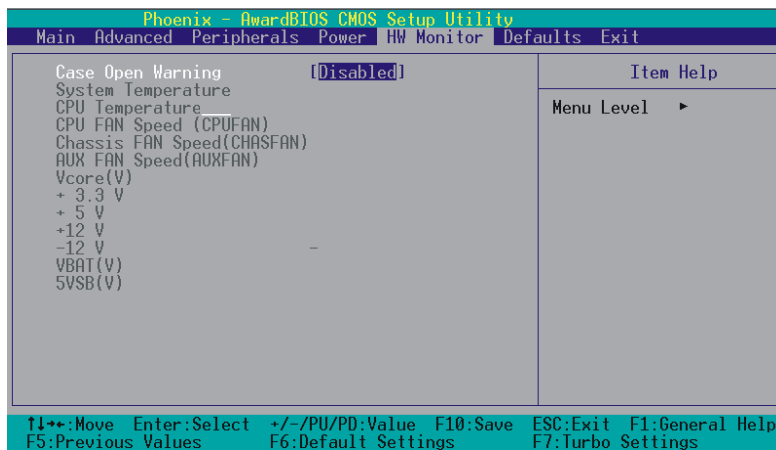 Phoenix - AwardBIOS CMOS Setup Utility
Main Advanced Peripherals Power HW Monitor Defaults Exit
Case Open Warning [Disabled]
System Temperature
CPU Temperature
CPU FAN Speed (CPUFAN)
Chassis FAN Speed(CHASFAN)
AUX FAN Speed(AUXFAN)
Vcore(V)
+ 3.3 V
+ 5 V
+12 V
-12 V -
VBAT(V)
5VSB(V)
Item Help
Menu Level ►
↑↓→←:Move Enter:Select +/-/PU/PD:Value F10:Save ESC:Exit F1:General Help
F5:Previous Values F6:Default Settings F7:Turbo Settings